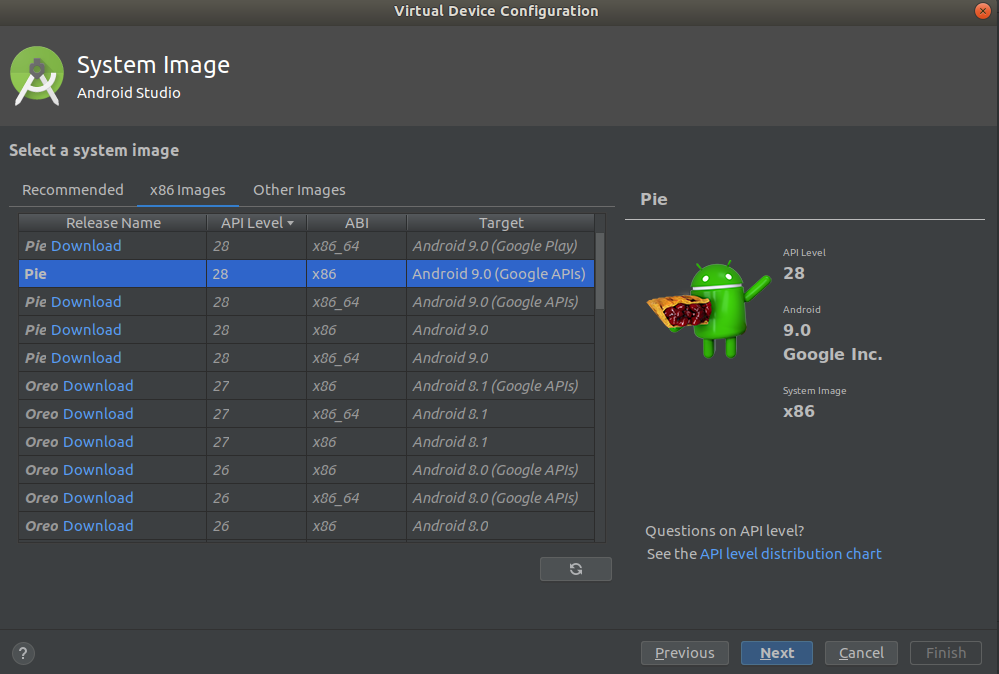 Virtual Device Configuration
System Image
Android Studio
Select a system image
Recommended x86 Images Other Images
Release Name API Level ABI Target
Pie Download 28 x86_64 Android 9.0 (Google Play)
Pie 28 x86 Android 9.0 (Google APIs)
Pie Download 28 x86_64 Android 9.0 (Google APIs)
Pie Download 28 x86 Android 9.0
Pie Download 28 x86_64 Android 9.0
Oreo Download 27 x86 Android 8.1 (Google APIs)
Oreo Download 27 x86_64 Android 8.1
Oreo Download 27 x86 Android 8.1
Oreo Download 26 x86 Android 8.0 (Google APIs)
Oreo Download 26 x86_64 Android 8.0 (Google APIs)
Oreo Download 26 x86 Android 8.0
Pie
API Level
28
Android
9.0
Google Inc.
System Image
x86
Questions on API level?
See the API level distribution chart
? Previous Next Cancel Finish